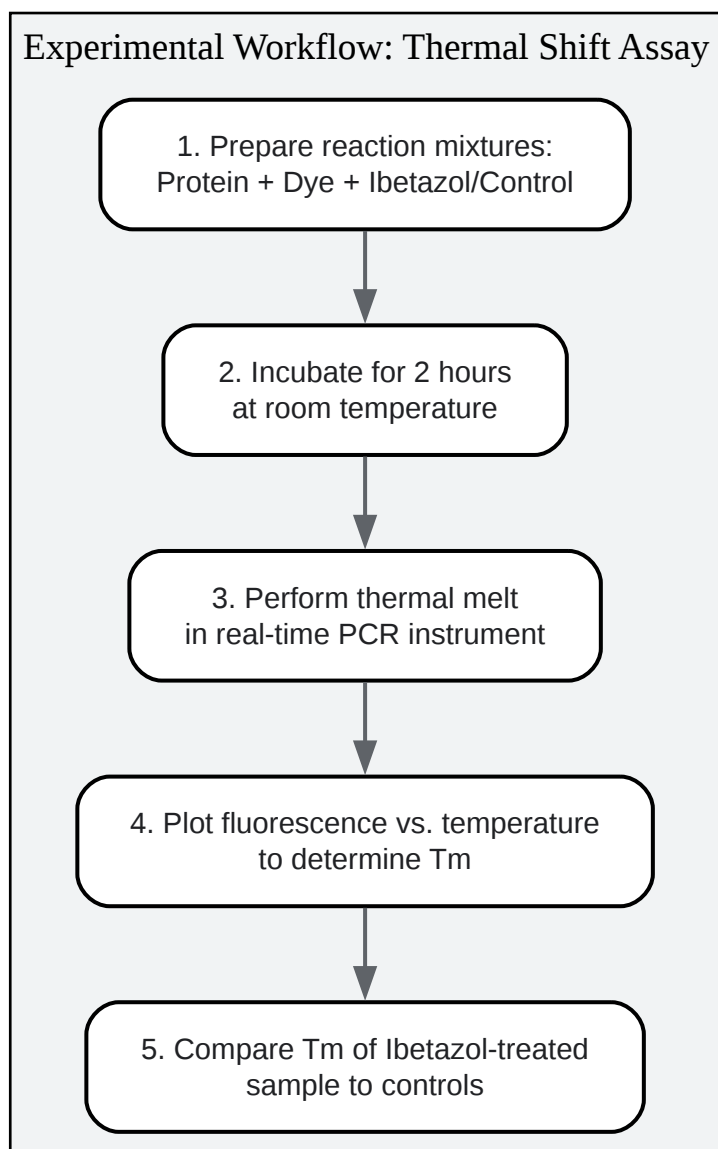 Experimental Workflow: Thermal Shift Assay
1. Prepare reaction mixtures:
Protein + Dye + Ibetazol/Control
2. Incubate for 2 hours
at room temperature
3. Perform thermal melt
in real-time PCR instrument
4. Plot fluorescence vs. temperature
to determine Tm
5. Compare Tm of Ibetazol-treated
sample to controls